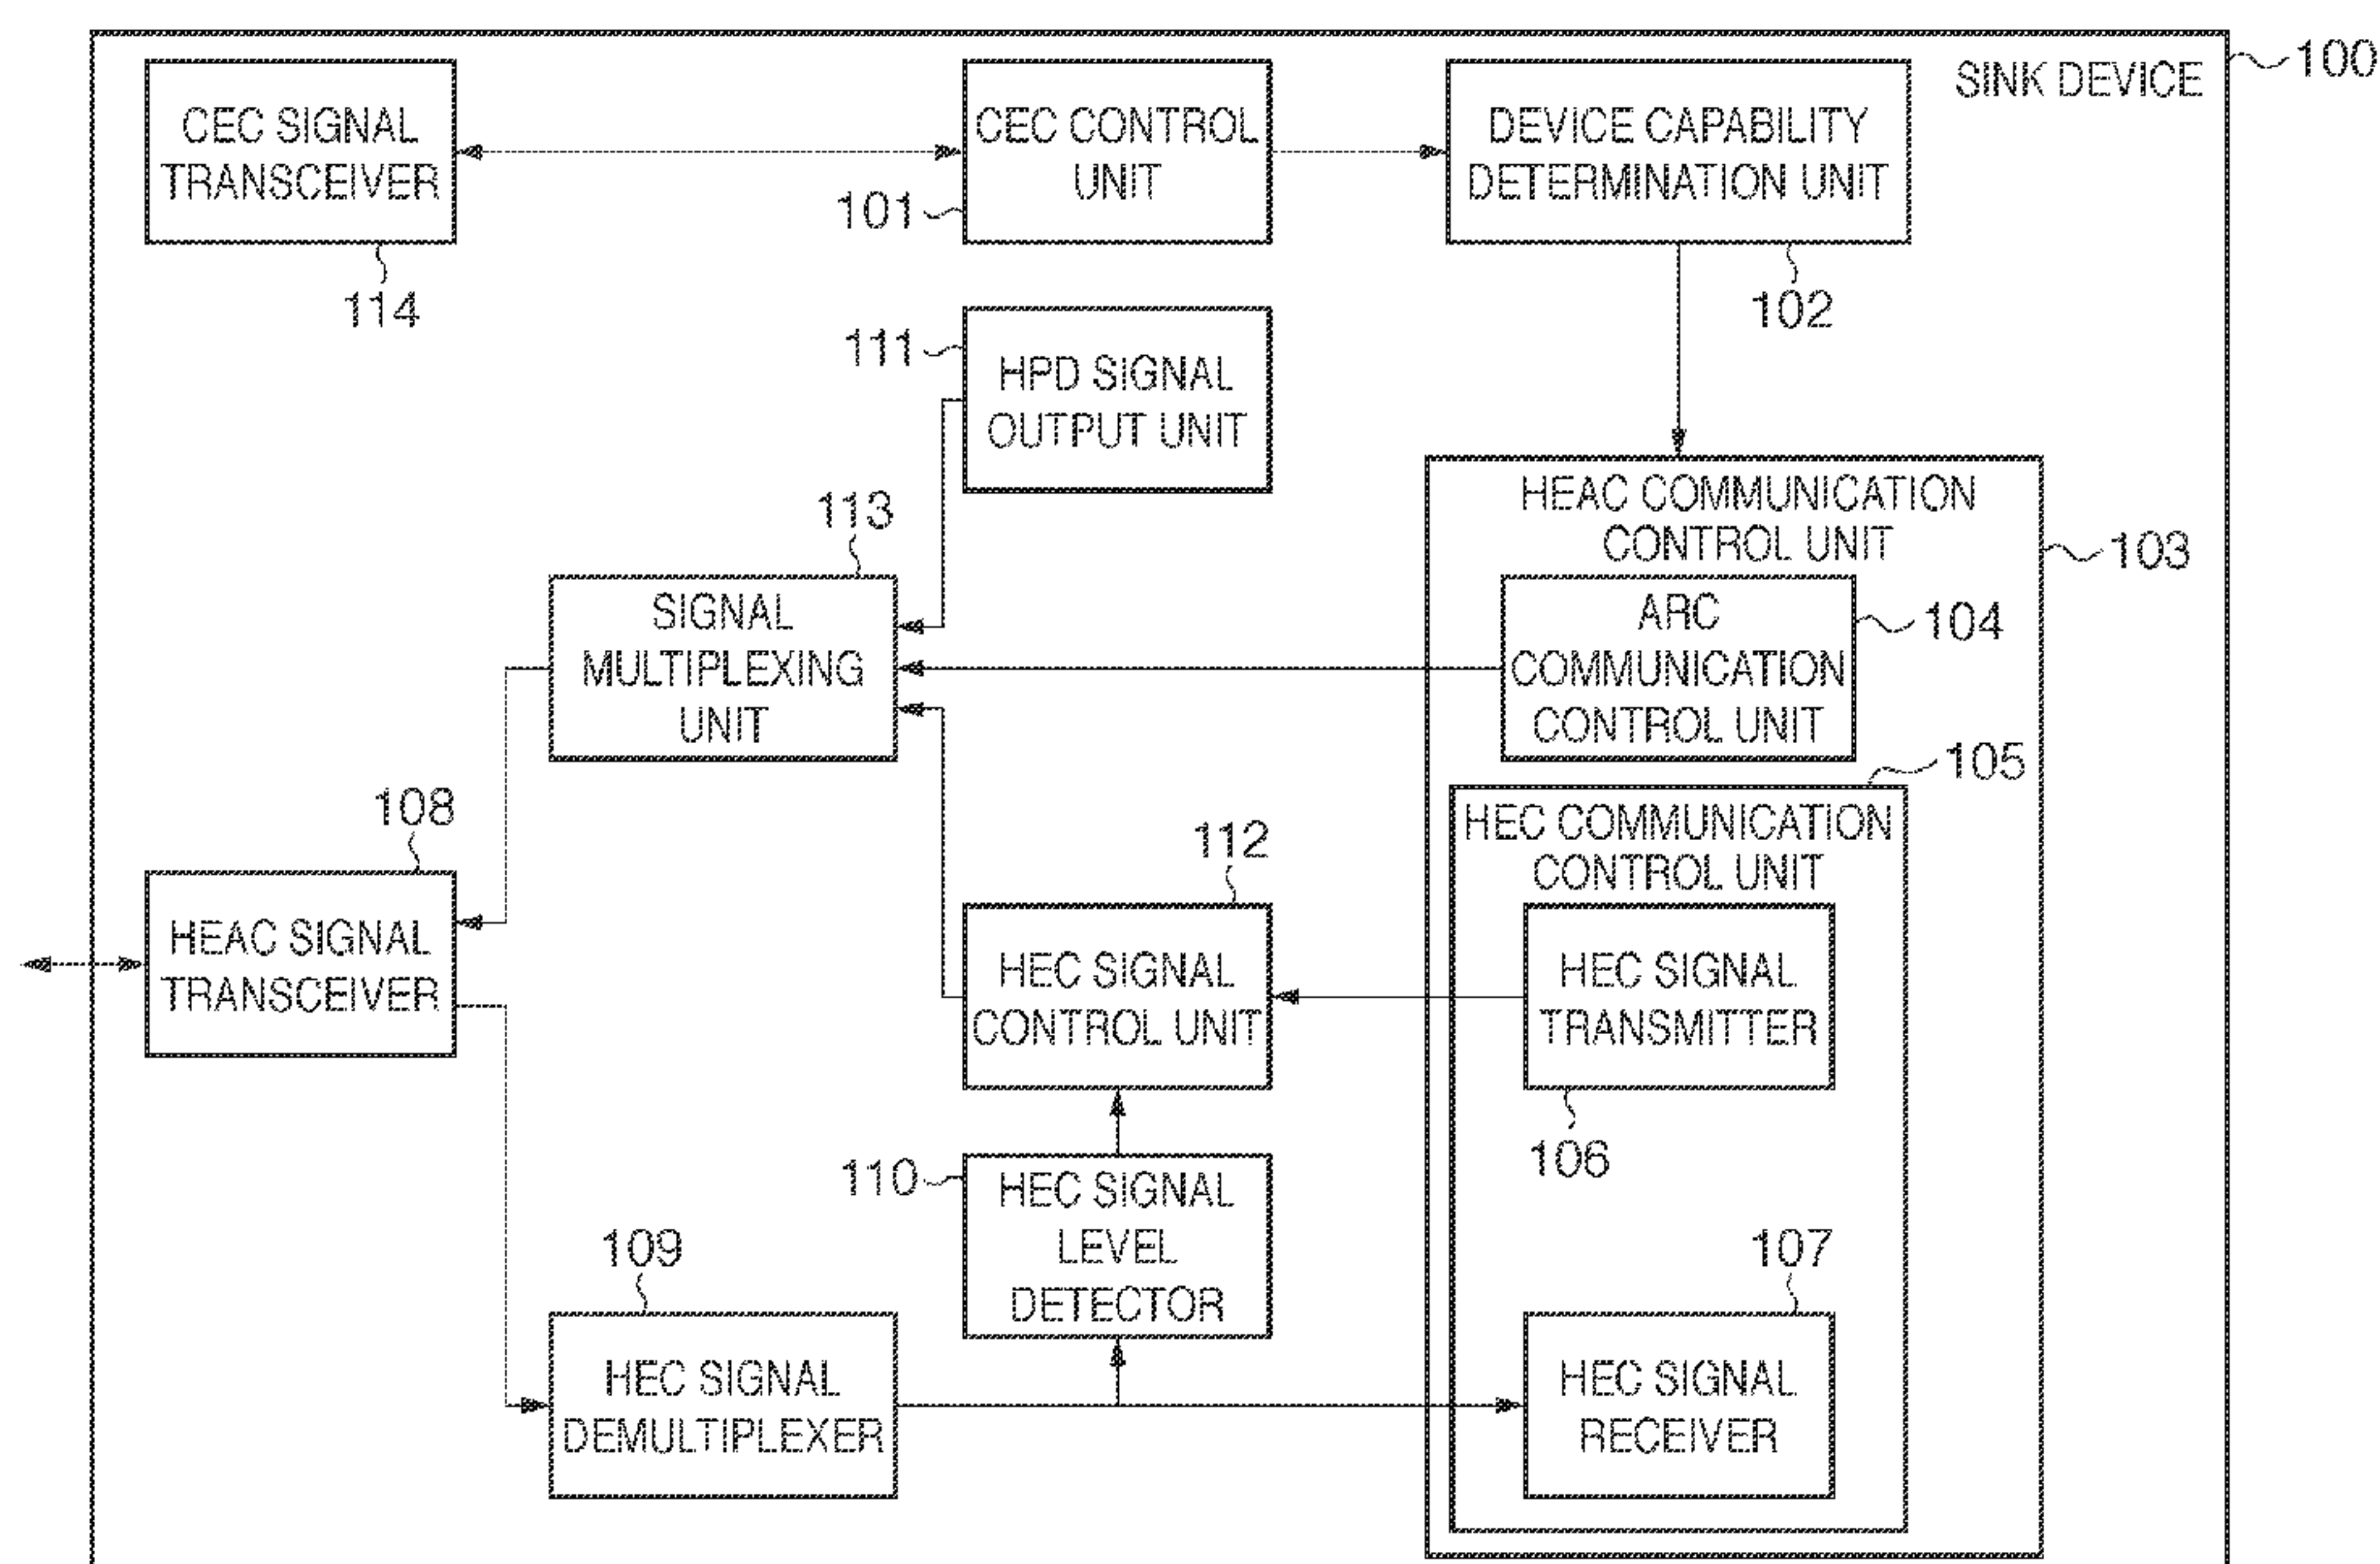 SINK DEVICE
100
CEC SIGNAL
TRANSCEIVER
114
CEC CONTROL
UNIT
101
DEVICE CAPABILITY
DETERMINATION UNIT
102
111
HPD SIGNAL
OUTPUT UNIT
113
SIGNAL
MULTIPLEXING
UNIT
HEAC COMMUNICATION
CONTROL UNIT
103
ARC
COMMUNICATION
CONTROL UNIT
104
105
HEC COMMUNICATION
CONTROL UNIT
108
HEAC SIGNAL
TRANSCEIVER
112
HEC SIGNAL
CONTROL UNIT
HEC SIGNAL
TRANSMITTER
106
110
HEC SIGNAL
LEVEL
DETECTOR
109
HEC SIGNAL
DEMULTIPLEXER
107
HEC SIGNAL
RECEIVER